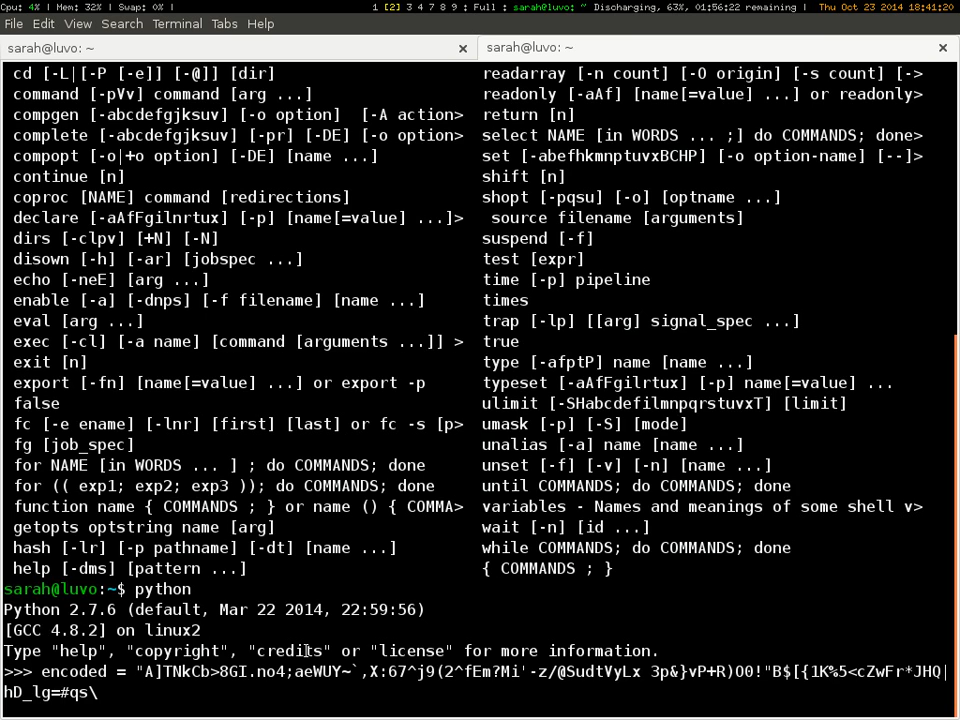 Cpu: 4% | Mem: 32% | Swap: 0% | 1 [2] 3 4 7 8 9 : Full : sarah@luvo: ~ Discharging, 63%, 01:56:22 remaining | Thu Oct 23 2014 18:41:20
File Edit View Search Terminal Tabs Help
sarah@luvo: ~ × sarah@luvo: ~ ×
cd [-L|[-P [-e]] [-@]] [dir] readarray [-n count] [-O origin] [-s count] [->
command [-pVv] command [arg ...] readonly [-aAf] [name[=value] ...] or readonly>
compgen [-abcdefgjksuv] [-o option] [-A action> return [n]
complete [-abcdefgjksuv] [-pr] [-DE] [-o option> select NAME [in WORDS ... ;] do COMMANDS; done>
compopt [-o|+o option] [-DE] [name ...] set [-abefhkmnptuvxBCHP] [-o option-name] [--]>
continue [n] shift [n]
coproc [NAME] command [redirections] shopt [-pqsu] [-o] [optname ...]
declare [-aAfFgilnrtux] [-p] [name[=value] ...]> source filename [arguments]
dirs [-clpv] [+N] [-N] suspend [-f]
disown [-h] [-ar] [jobspec ...] test [expr]
echo [-neE] [arg ...] time [-p] pipeline
enable [-a] [-dnps] [-f filename] [name ...] times
eval [arg ...] trap [-lp] [[arg] signal_spec ...]
exec [-cl] [-a name] [command [arguments ...]] > true
exit [n] type [-afptP] name [name ...]
export [-fn] [name[=value] ...] or export -p typeset [-aAfFgilrtux] [-p] name[=value] ...
false ulimit [-SHabcdefilmnpqrstuvxT] [limit]
fc [-e ename] [-lnr] [first] [last] or fc -s [p> umask [-p] [-S] [mode]
fg [job_spec] unalias [-a] name [name ...]
for NAME [in WORDS ... ] ; do COMMANDS; done unset [-f] [-v] [-n] [name ...]
for (( exp1; exp2; exp3 )); do COMMANDS; done until COMMANDS; do COMMANDS; done
function name { COMMANDS ; } or name () { COMMA> variables - Names and meanings of some shell v>
getopts optstring name [arg] wait [-n] [id ...]
hash [-lr] [-p pathname] [-dt] [name ...] while COMMANDS; do COMMANDS; done
help [-dms] [pattern ...] { COMMANDS ; }
sarah@luvo:~$ python
Python 2.7.6 (default, Mar 22 2014, 22:59:56)
[GCC 4.8.2] on linux2
Type "help", "copyright", "credits" or "license" for more information.
>>> encoded = "A]TNkCb>8GI.no4;aeWUY~`,X:67^j9(2^fEm?Mi'-z/@SudtVyLx 3p&}vP+R)O0!"B$[{1K%5<cZwFr*JHQ|
hD_lg=#qs\